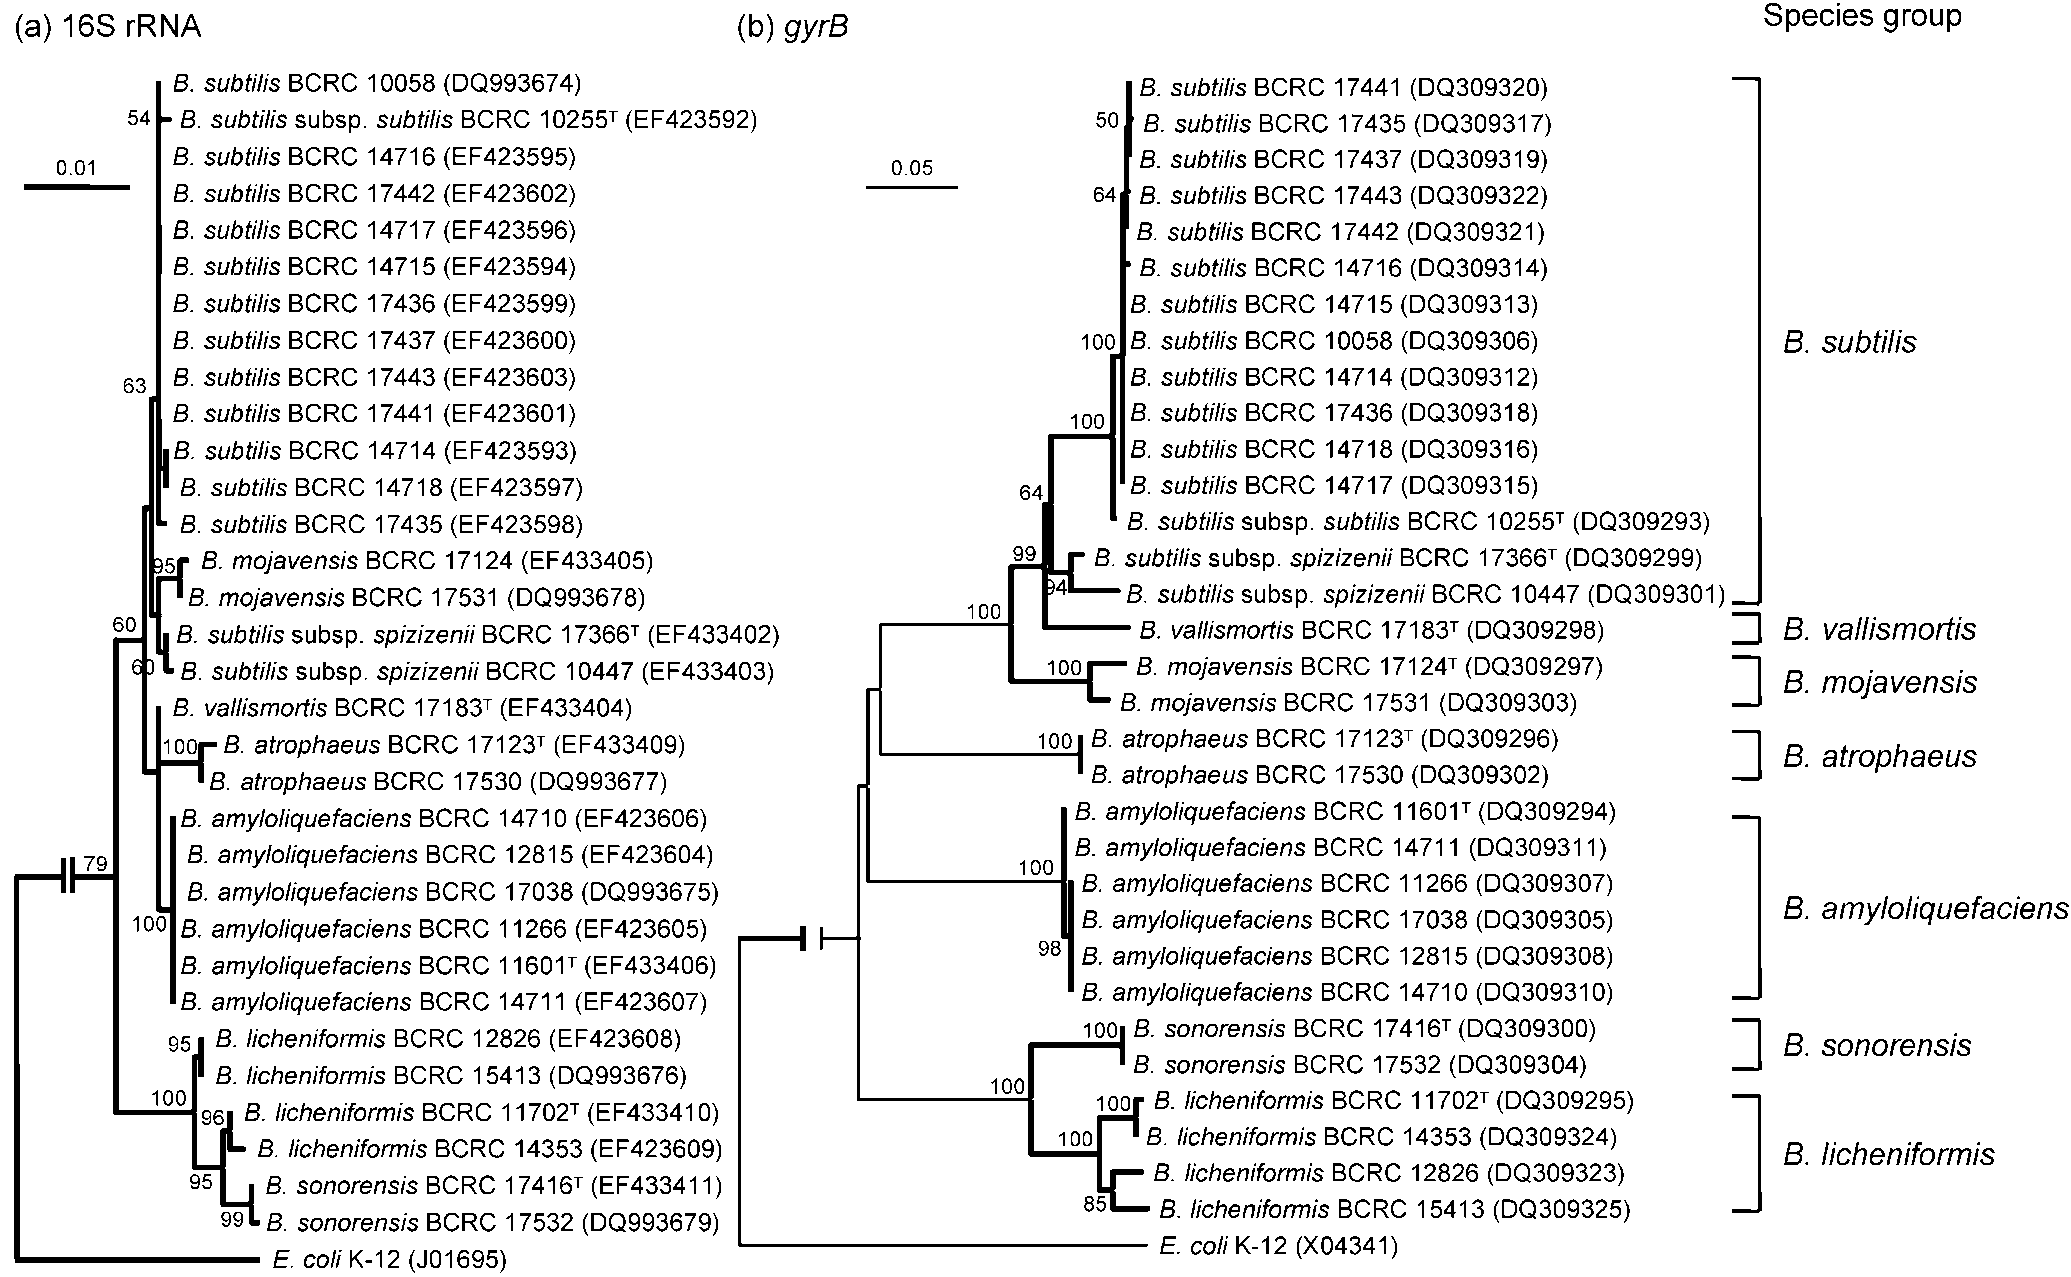 (a) 16S rRNA
B. subtilis BCRC 10058 (DQ993674)
54
B. subtilis subsp. subtilis BCRC 10255ᵀ (EF423592)
0.01
B. subtilis BCRC 14716 (EF423595)
B. subtilis BCRC 17442 (EF423602)
B. subtilis BCRC 14717 (EF423596)
B. subtilis BCRC 14715 (EF423594)
B. subtilis BCRC 17436 (EF423599)
B. subtilis BCRC 17437 (EF423600)
63
B. subtilis BCRC 17443 (EF423603)
B. subtilis BCRC 17441 (EF423601)
B. subtilis BCRC 14714 (EF423593)
B. subtilis BCRC 14718 (EF423597)
B. subtilis BCRC 17435 (EF423598)
95
B. mojavensis BCRC 17124 (EF433405)
B. mojavensis BCRC 17531 (DQ993678)
60
B. subtilis subsp. spizizenii BCRC 17366ᵀ (EF433402)
60
B. subtilis subsp. spizizenii BCRC 10447 (EF433403)
B. vallismortis BCRC 17183ᵀ (EF433404)
100
B. atrophaeus BCRC 17123ᵀ (EF433409)
B. atrophaeus BCRC 17530 (DQ993677)
B. amyloliquefaciens BCRC 14710 (EF423606)
79
B. amyloliquefaciens BCRC 12815 (EF423604)
B. amyloliquefaciens BCRC 17038 (DQ993675)
100
B. amyloliquefaciens BCRC 11266 (EF423605)
B. amyloliquefaciens BCRC 11601ᵀ (EF433406)
B. amyloliquefaciens BCRC 14711 (EF423607)
95
B. licheniformis BCRC 12826 (EF423608)
B. licheniformis BCRC 15413 (DQ993676)
100
96
B. licheniformis BCRC 11702ᵀ (EF433410)
B. licheniformis BCRC 14353 (EF423609)
95
B. sonorensis BCRC 17416ᵀ (EF433411)
99
B. sonorensis BCRC 17532 (DQ993679)
E. coli K-12 (J01695)
(b) gyrB
B. subtilis BCRC 17441 (DQ309320)
50
B. subtilis BCRC 17435 (DQ309317)
B. subtilis BCRC 17437 (DQ309319)
0.05
64
B. subtilis BCRC 17443 (DQ309322)
B. subtilis BCRC 17442 (DQ309321)
B. subtilis BCRC 14716 (DQ309314)
B. subtilis BCRC 14715 (DQ309313)
100
B. subtilis BCRC 10058 (DQ309306)
B. subtilis BCRC 14714 (DQ309312)
100
B. subtilis BCRC 17436 (DQ309318)
B. subtilis BCRC 14718 (DQ309316)
64
B. subtilis BCRC 14717 (DQ309315)
B. subtilis subsp. subtilis BCRC 10255ᵀ (DQ309293)
99
B. subtilis subsp. spizizenii BCRC 17366ᵀ (DQ309299)
94
B. subtilis subsp. spizizenii BCRC 10447 (DQ309301)
100
B. vallismortis BCRC 17183ᵀ (DQ309298)
100
B. mojavensis BCRC 17124ᵀ (DQ309297)
B. mojavensis BCRC 17531 (DQ309303)
100
B. atrophaeus BCRC 17123ᵀ (DQ309296)
B. atrophaeus BCRC 17530 (DQ309302)
B. amyloliquefaciens BCRC 11601ᵀ (DQ309294)
B. amyloliquefaciens BCRC 14711 (DQ309311)
100
B. amyloliquefaciens BCRC 11266 (DQ309307)
B. amyloliquefaciens BCRC 17038 (DQ309305)
98
B. amyloliquefaciens BCRC 12815 (DQ309308)
B. amyloliquefaciens BCRC 14710 (DQ309310)
100
B. sonorensis BCRC 17416ᵀ (DQ309300)
B. sonorensis BCRC 17532 (DQ309304)
100
100
B. licheniformis BCRC 11702ᵀ (DQ309295)
100
B. licheniformis BCRC 14353 (DQ309324)
B. licheniformis BCRC 12826 (DQ309323)
85
B. licheniformis BCRC 15413 (DQ309325)
E. coli K-12 (X04341)
Species group
B. subtilis
B. vallismortis
B. mojavensis
B. atrophaeus
B. amyloliquefaciens
B. sonorensis
B. licheniformis